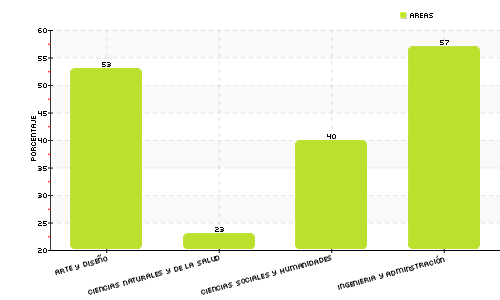 AREAS
PORCENTAJE
60
55
50
45
40
35
30
25
20
53
23
40
57
ARTE Y DISEÑO
CIENCIAS NATURALES Y DE LA SALUD
CIENCIAS SOCIALES Y HUMANIDADES
INGENIERIA Y ADMINSTRACIÓN